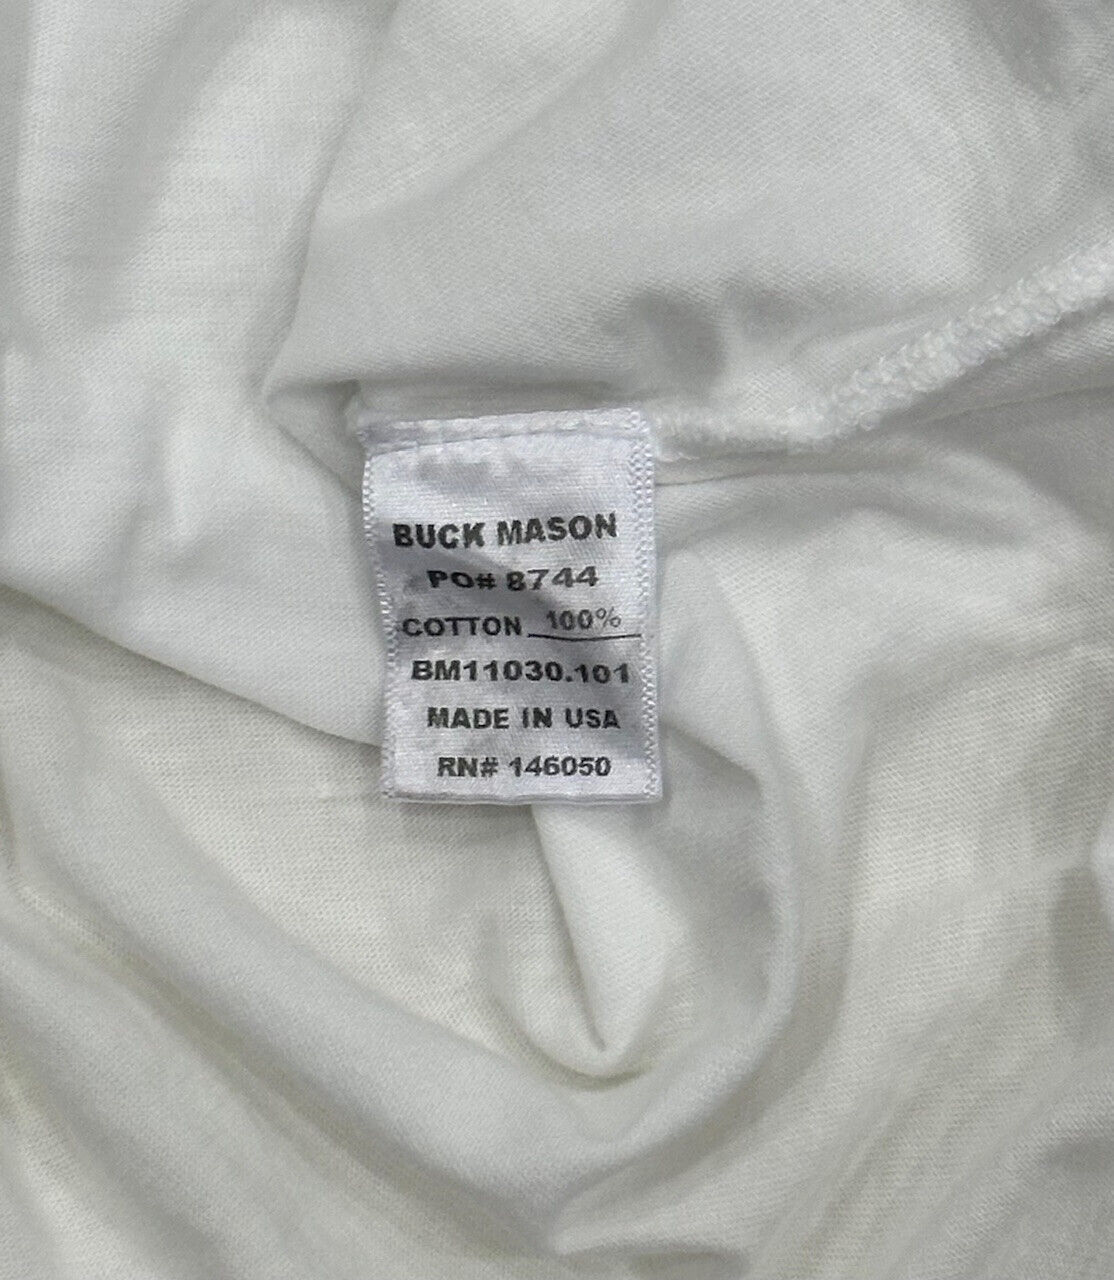 BUCK MASON
PO# 8744
COTTON 100%
BM11030.101
MADE IN USA
RN# 146050